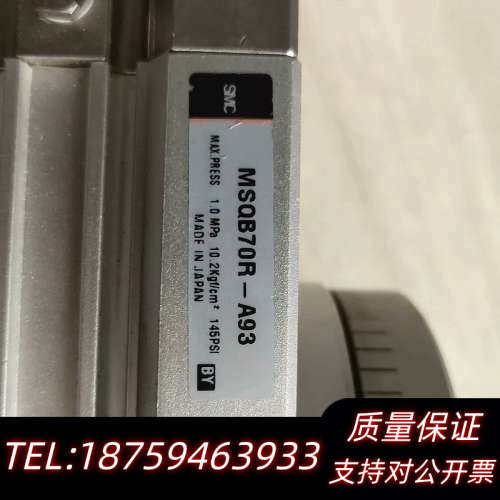 SMC
MSQB70R-A93
MAX.PRESS 1.0 MPa 10.2Kgf/cm² 145PSI
MADE IN JAPAN
BY
质量保证
TEL:18759463933
支持对公开票